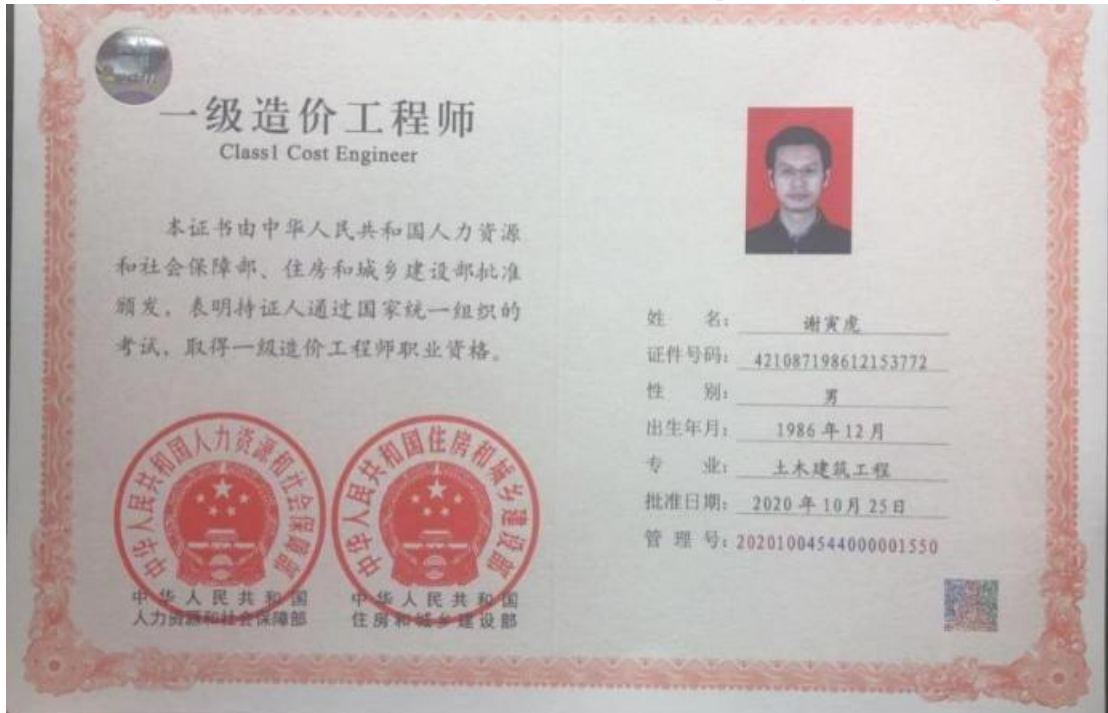 一级造价工程师
Class1 Cost Engineer
本证书由中华人民共和国人力资源
和社会保障部、住房和城乡建设部批准
颁发，表明持证人通过国家统一组织的
考试，取得一级造价工程师职业资格。
中华人民共和国人力资源和社会保障部
中华人民共和国住房和城乡建设部
中华人民共和国
人力资源和社会保障部
中华人民共和国
住房和城乡建设部
姓 名：谢寅虎
证件号码：421087198612153772
性 别：男
出生年月：1986年12月
专 业：土木建筑工程
批准日期：2020年10月25日
管 理 号：20201004544000001550